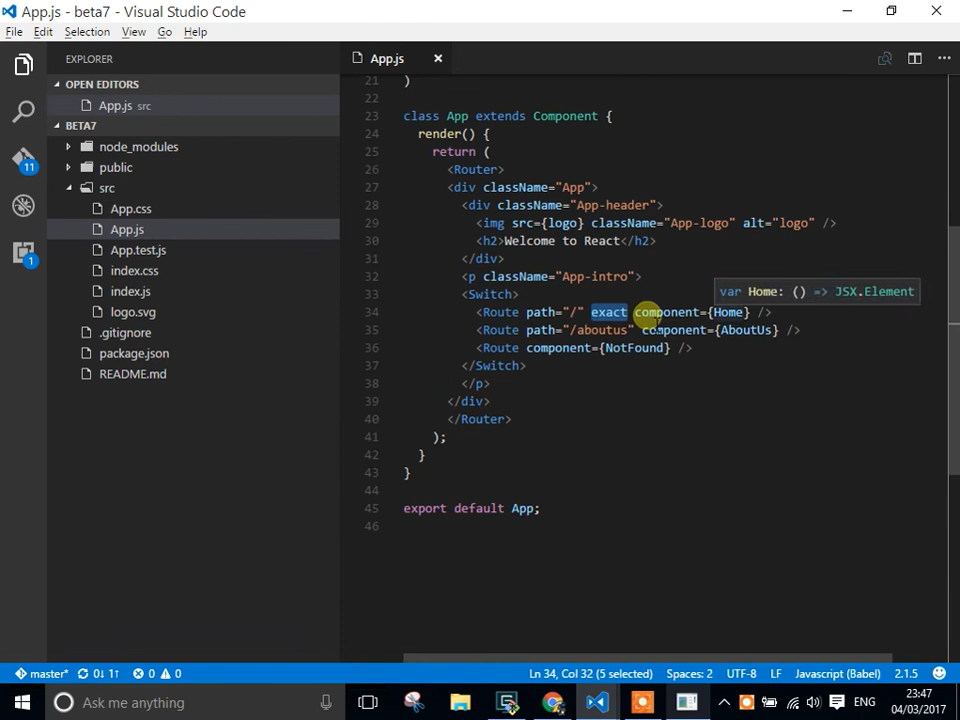 App.js - beta7 - Visual Studio Code
File Edit Selection View Go Help
EXPLORER
OPEN EDITORS
App.js src
BETA7
node_modules
public
src
App.css
App.js
App.test.js
index.css
index.js
logo.svg
.gitignore
package.json
README.md
11
1
App.js
21 )
22
23 class App extends Component {
24 render() {
25 return (
26 <Router>
27 <div className="App">
28 <div className="App-header">
29 <img src={logo} className="App-logo" alt="logo" />
30 <h2>Welcome to React</h2>
31 </div>
32 <p className="App-intro">
33 <Switch>
var Home: () => JSX.Element
34 <Route path="/" exact component={Home} />
35 <Route path="/aboutus" component={AboutUs} />
36 <Route component={NotFound} />
37 </Switch>
38 </p>
39 </div>
40 </Router>
41 );
42 }
43 }
44
45 export default App;
46
master* 0↓ 1↑ 0 0 Ln 34, Col 32 (5 selected) Spaces: 2 UTF-8 LF Javascript (Babel) 2.1.5
Ask me anything
ENG
23:47
04/03/2017